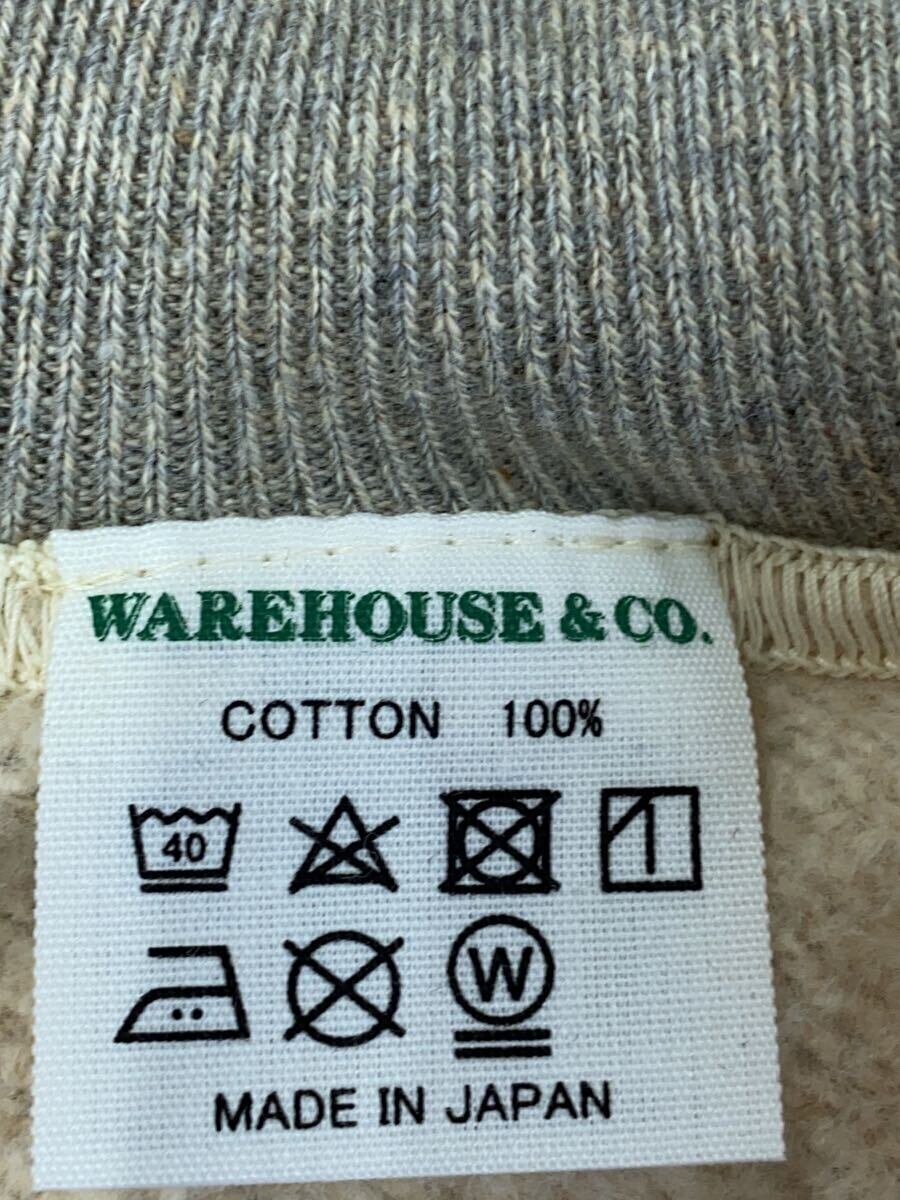 WAREHOUSE & CO.
COTTON 100%
40
W
MADE IN JAPAN